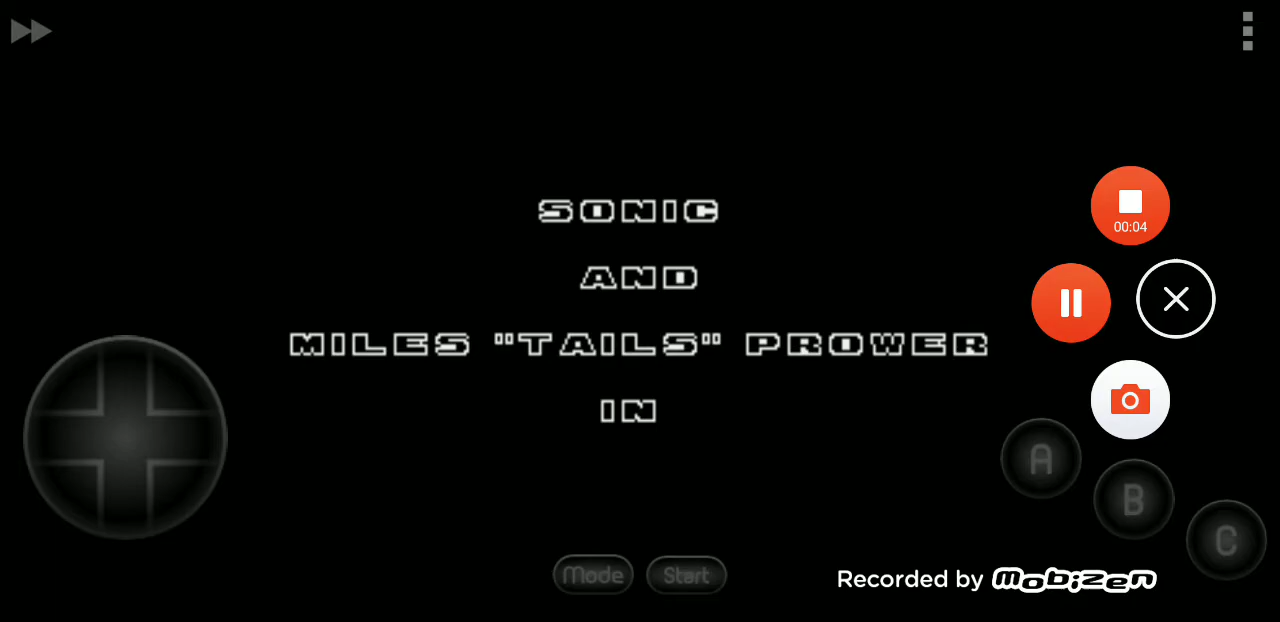 SONIC
AND
MILES "TAILS" PROWER
IN
00:04
A
B
C
Mode
Start
Recorded by mobizen